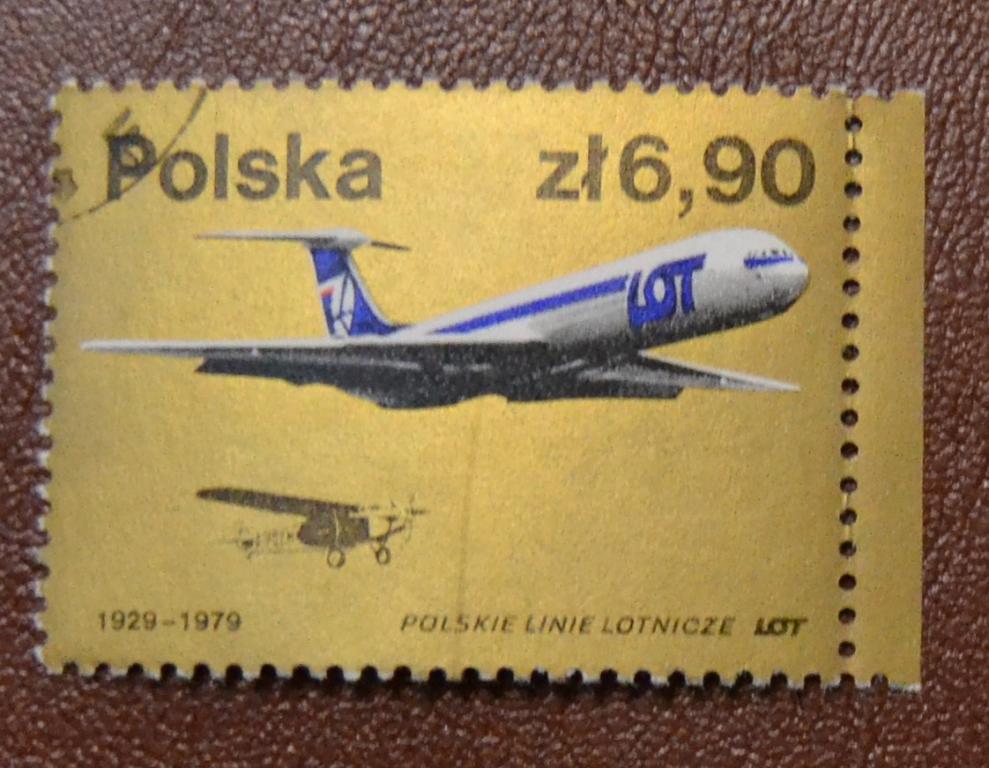 Polska zł6,90
LOT
1929-1979 POLSKIE LINIE LOTNICZE LOT